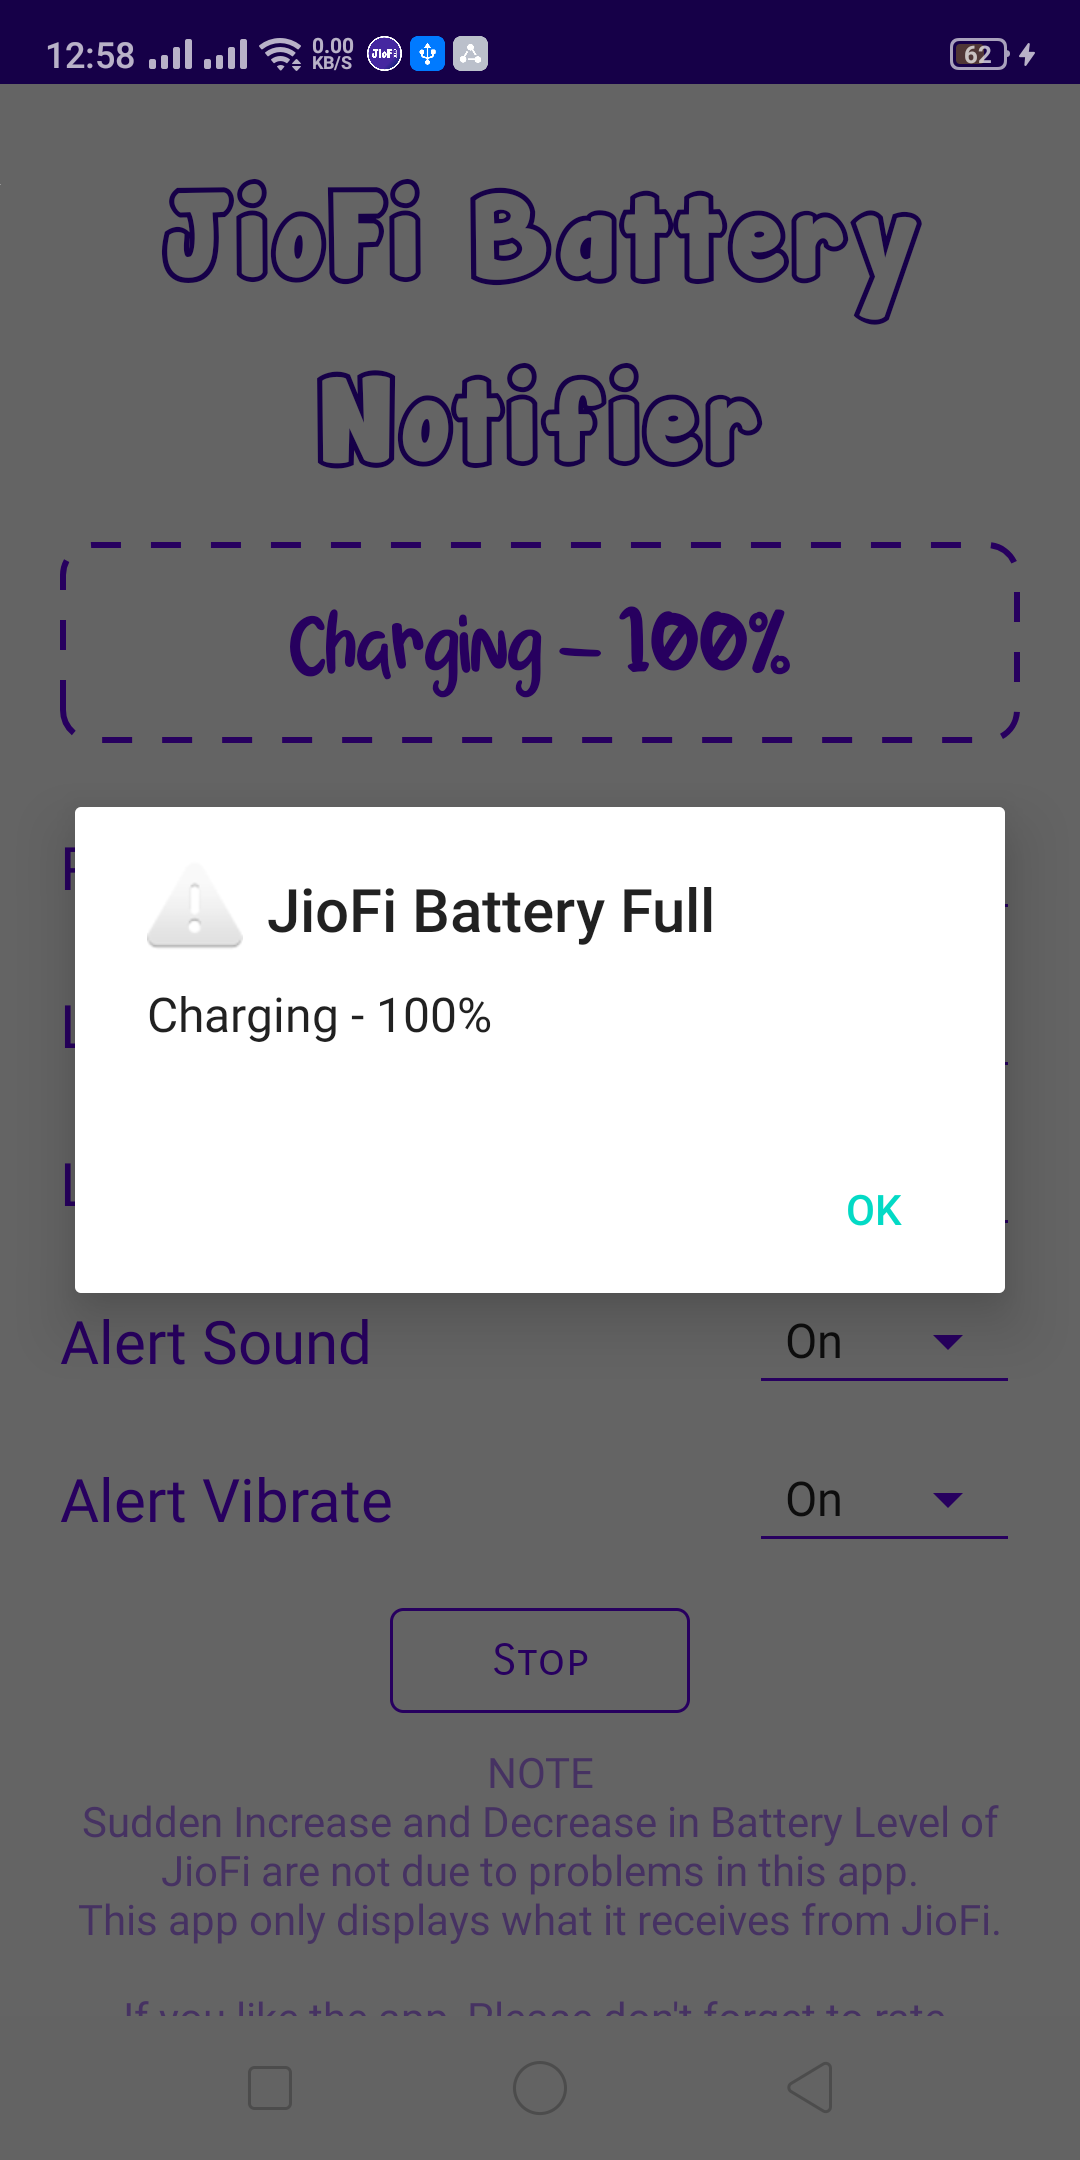 12:58 0.00 KB/S JioFi 62
JioFi Battery
Notifier
Charging - 100%
JioFi Battery Full
Charging - 100%
OK
Alert Sound On
Alert Vibrate On
Stop
NOTE
Sudden Increase and Decrease in Battery Level of
JioFi are not due to problems in this app.
This app only displays what it receives from JioFi.
If you like the app, Please don't forget to rate